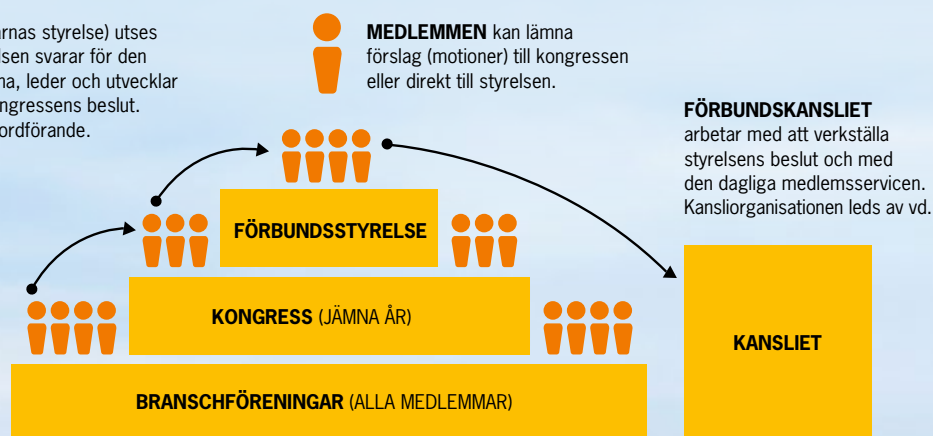 arnas styrelse) utses
lsen svarar för den
na, leder och utvecklar
ngressens beslut.
ordförande.
MEDLEMMEN kan lämna
förslag (motioner) till kongressen
eller direkt till styrelsen.
FÖRBUNDSKANSLIET
arbetar med att verkställa
styrelsens beslut och med
den dagliga medlemsservicen.
Kansliorganisationen leds av vd.
FÖRBUNDSSTYRELSE
KONGRESS (JÄMNA ÅR)
KANSLIET
BRANSCHFÖRENINGAR (ALLA MEDLEMMAR)